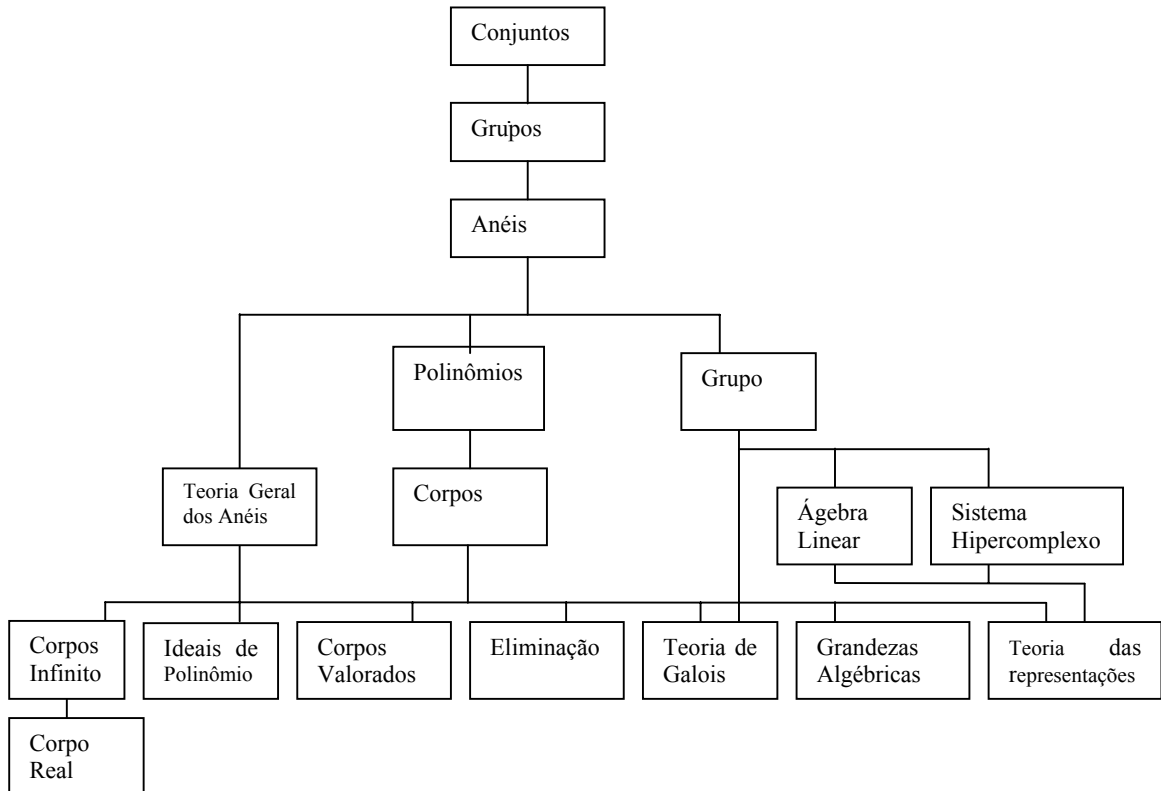 Conjuntos
Grupos
Anéis
Polinômios
Grupo
Teoria Geral
dos Anéis
Corpos
Ágebra
Linear
Sistema
Hipercomplexo
Corpos
Infinito
Ideais de
Polinômio
Corpos
Valorados
Eliminação
Teoria de
Galois
Grandezas
Algébricas
Teoria das
representações
Corpo
Real